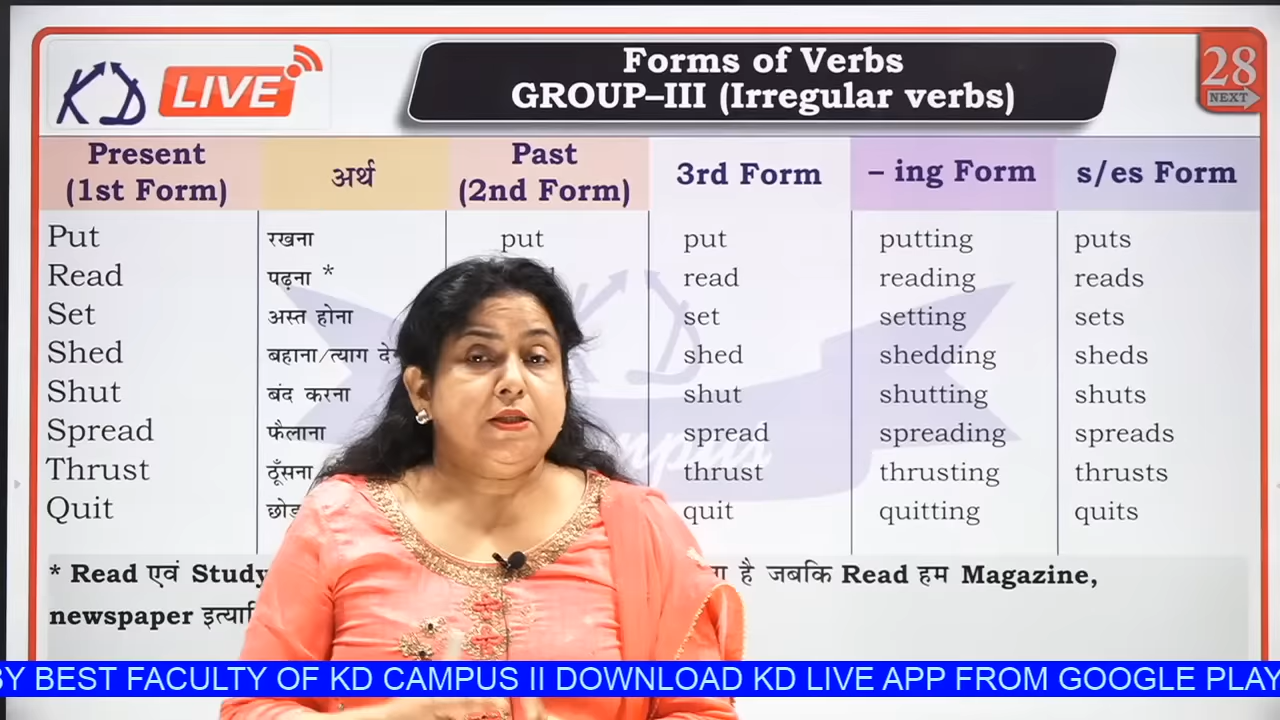 KD LIVE
Forms of Verbs
GROUP–III (Irregular verbs)
28
NEXT
Present (1st Form) अर्थ Past (2nd Form) 3rd Form – ing Form s/es Form
Put रखना put put putting puts
Read पढ़ना * read reading reads
Set अस्त होना set setting sets
Shed बहाना/त्याग shed shedding sheds
Shut बंद करना shut shutting shuts
Spread फैलाना spread spreading spreads
Thrust ठूँसना thrust thrusting thrusts
Quit quit quitting quits
* Read एवं Study है जबकि Read हम Magazine,
newspaper
BY BEST FACULTY OF KD CAMPUS II DOWNLOAD KD LIVE APP FROM GOOGLE PLAY